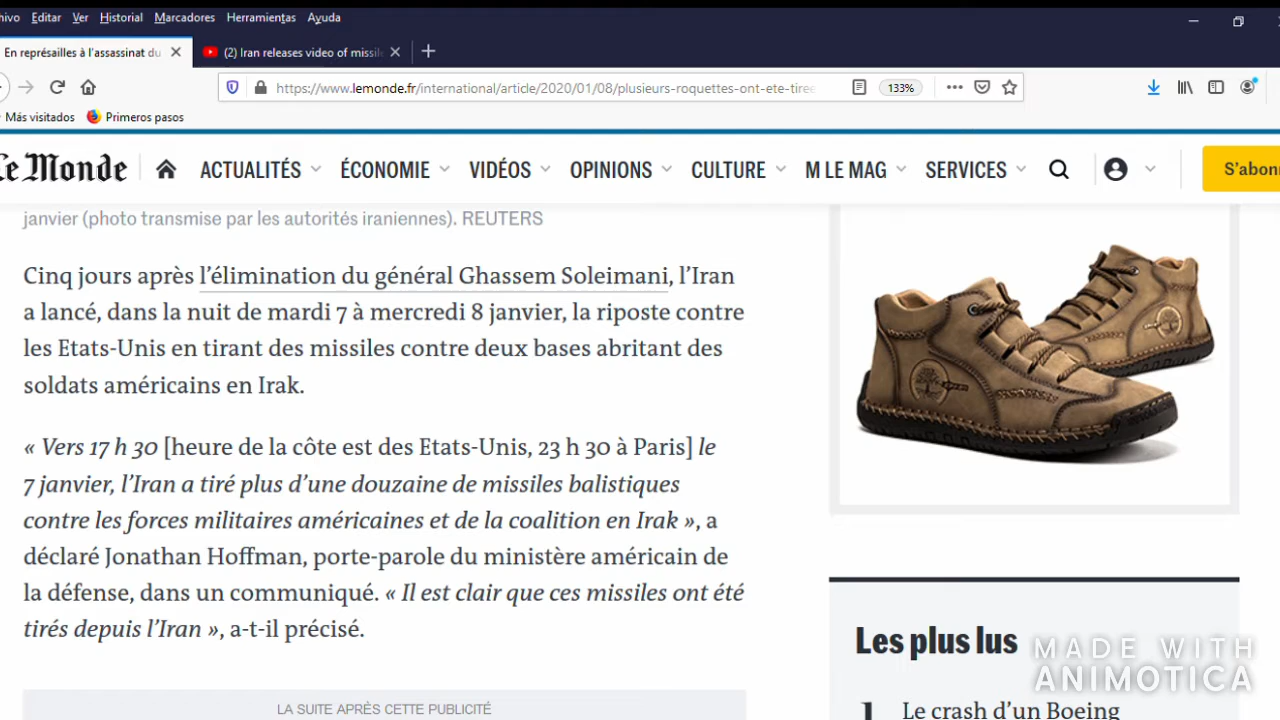 hivo Editar Ver Historial Marcadores Herramientas Ayuda
En représailles à l'assassinat du
(2) Iran releases video of missile
https://www.lemonde.fr/international/article/2020/01/08/plusieurs-roquettes-ont-ete-tiree
133%
Más visitados Primeros pasos
Le Monde ACTUALITÉS ÉCONOMIE VIDÉOS OPINIONS CULTURE M LE MAG SERVICES S'abon
janvier (photo transmise par les autorités iraniennes). REUTERS
Cinq jours après l'élimination du général Ghassem Soleimani, l'Iran
a lancé, dans la nuit de mardi 7 à mercredi 8 janvier, la riposte contre
les Etats-Unis en tirant des missiles contre deux bases abritant des
soldats américains en Irak.
« Vers 17 h 30 [heure de la côte est des Etats-Unis, 23 h 30 à Paris] le
7 janvier, l'Iran a tiré plus d'une douzaine de missiles balistiques
contre les forces militaires américaines et de la coalition en Irak », a
déclaré Jonathan Hoffman, porte-parole du ministère américain de
la défense, dans un communiqué. « Il est clair que ces missiles ont été
tirés depuis l'Iran », a-t-il précisé.
LA SUITE APRÈS CETTE PUBLICITÉ
Les plus lus
1 Le crash d'un Boeing
MADE WITH
ANIMOTICA